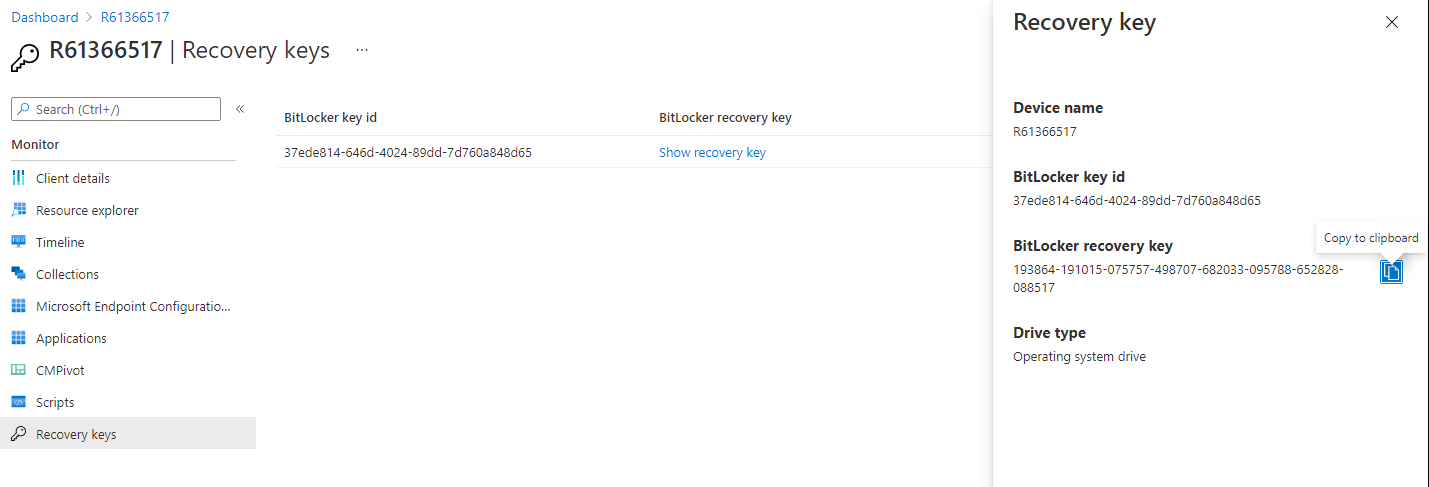 Dashboard > R61366517
R61366517 | Recovery keys ...
Search (Ctrl+/) «
Monitor
Client details
Resource explorer
Timeline
Collections
Microsoft Endpoint Configuratio...
Applications
CMPivot
Scripts
Recovery keys
BitLocker key id BitLocker recovery key
37ede814-646d-4024-89dd-7d760a848d65 Show recovery key
Recovery key
Device name
R61366517
BitLocker key id
37ede814-646d-4024-89dd-7d760a848d65
Copy to clipboard
BitLocker recovery key
193864-191015-075757-498707-682033-095788-652828-
088517
Drive type
Operating system drive